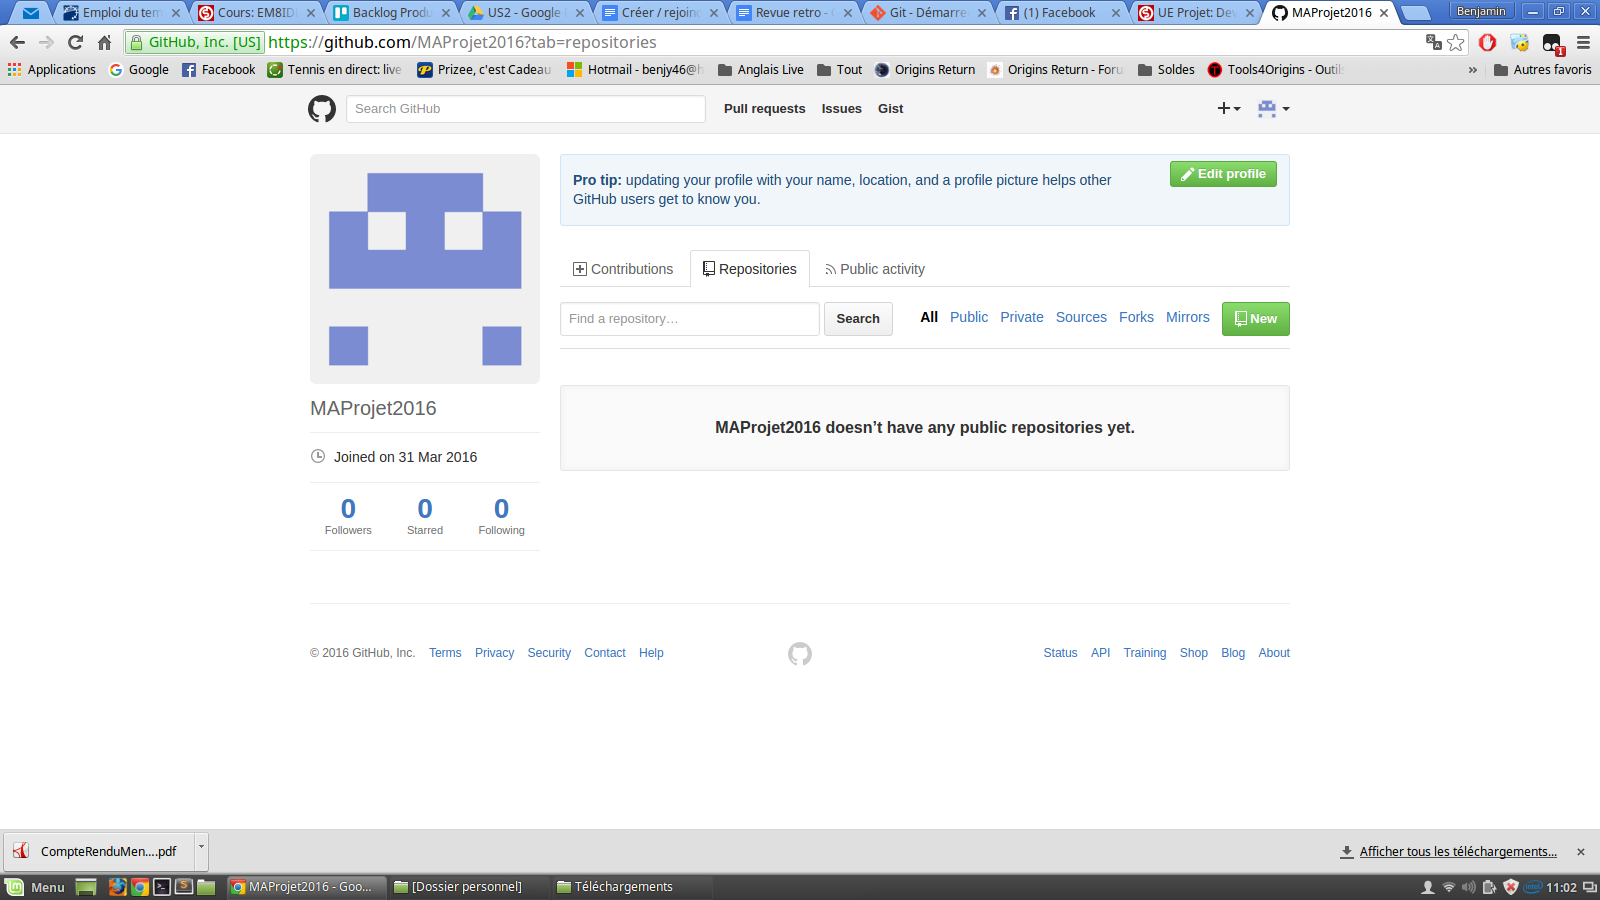 Emploi du tem
Cours: EM8ID
Backlog Produ
US2 - Google
Créer / rejoin
Revue retro -
Git - Démarre
(1) Facebook
UE Projet: Dev
MAProjet2016
Benjamin
GitHub, Inc. [US]
https://github.com/MAProjet2016?tab=repositories
1
Applications
Google
Facebook
Tennis en direct: live
Prizee, c'est Cadeau
Hotmail - benjy46@h
Anglais Live
Tout
Origins Return
Origins Return - Foru
Soldes
Tools4Origins - Outils
»
Autres favoris
Search GitHub
Pull requests
Issues
Gist
Pro tip: updating your profile with your name, location, and a profile picture helps other
GitHub users get to know you.
Edit profile
Contributions
Repositories
Public activity
Find a repository…
Search
All
Public
Private
Sources
Forks
Mirrors
New
MAProjet2016 doesn’t have any public repositories yet.
MAProjet2016
Joined on 31 Mar 2016
0
Followers
0
Starred
0
Following
© 2016 GitHub, Inc.
Terms
Privacy
Security
Contact
Help
Status
API
Training
Shop
Blog
About
CompteRenduMen....pdf
Afficher tous les téléchargements...
Menu
MAProjet2016 - Goo...
[Dossier personnel]
Téléchargements
intel
11:02